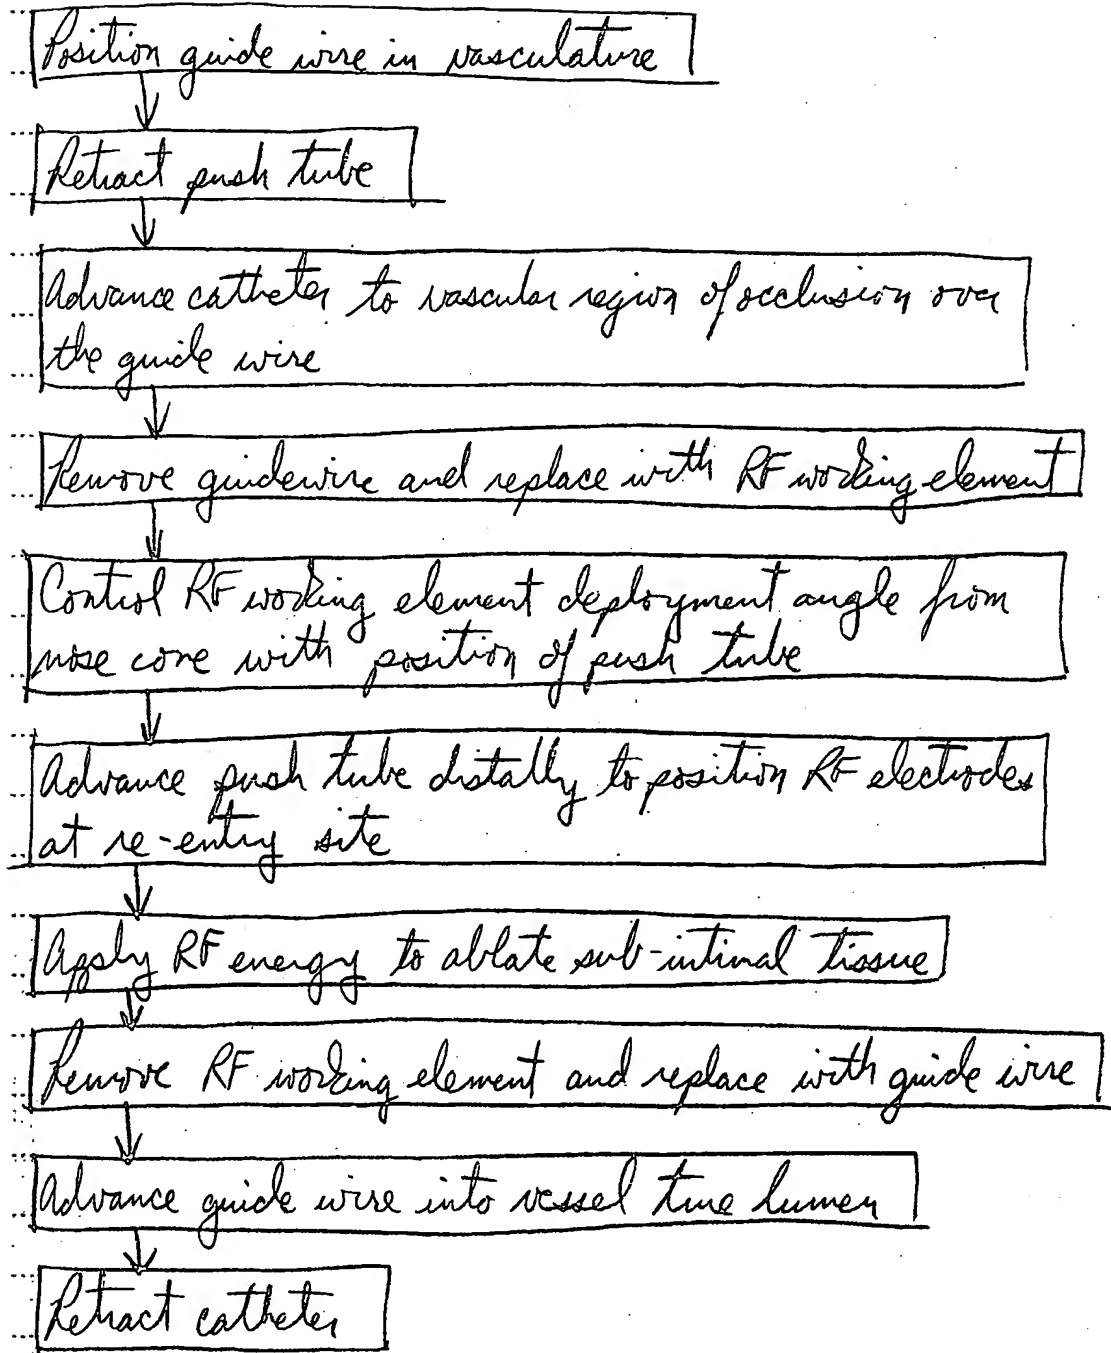 Position guide wire in vasculature
Retract push tube
Advance catheter to vascular region of occlusion over
the guide wire
Remove guidewire and replace with RF working element
Control RF working element deployment angle from
nose cone with position of push tube
Advance push tube distally to position RF electrodes
at re-entry site
Apply RF energy to ablate sub-intimal tissue
Remove RF working element and replace with guide wire
Advance guide wire into vessel true lumen
Retract catheter